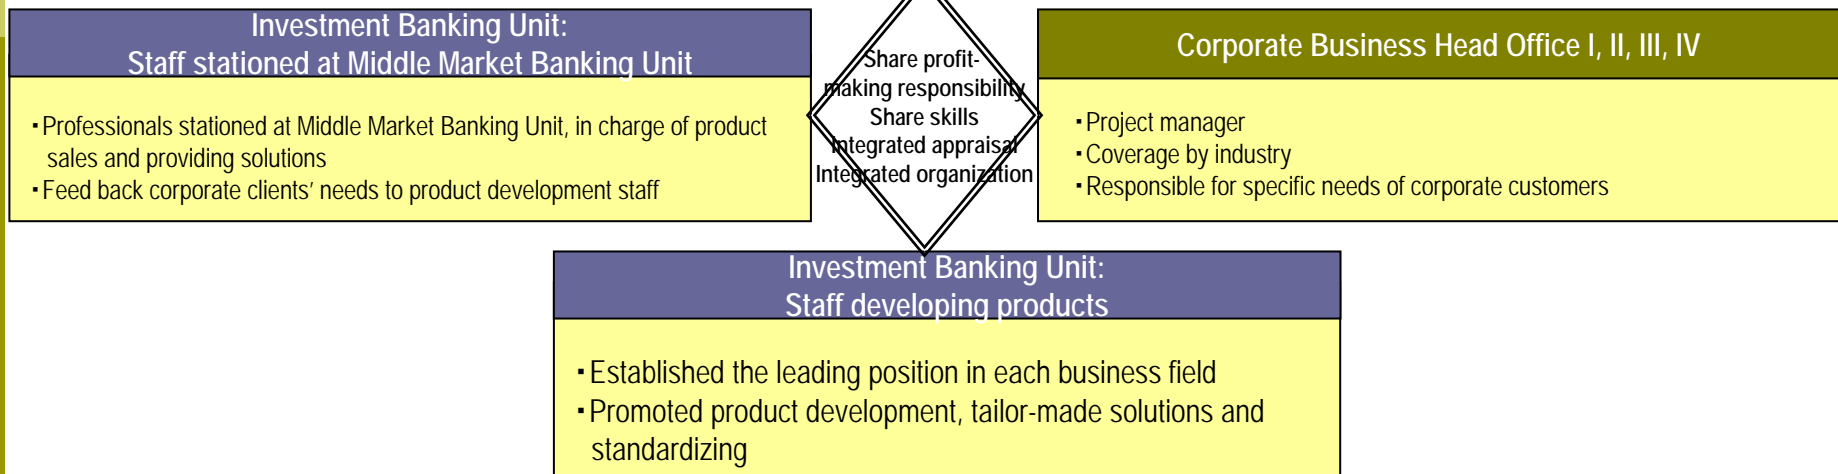 Investment Banking Unit:
Staff stationed at Middle Market Banking Unit
・Professionals stationed at Middle Market Banking Unit, in charge of product
sales and providing solutions
・Feed back corporate clients' needs to product development staff
Share profit-
making responsibility
Share skills
Integrated appraisal
Integrated organization
Corporate Business Head Office I, II, III, IV
・Project manager
・Coverage by industry
・Responsible for specific needs of corporate customers
Investment Banking Unit:
Staff developing products
・Established the leading position in each business field
・Promoted product development, tailor-made solutions and
standardizing